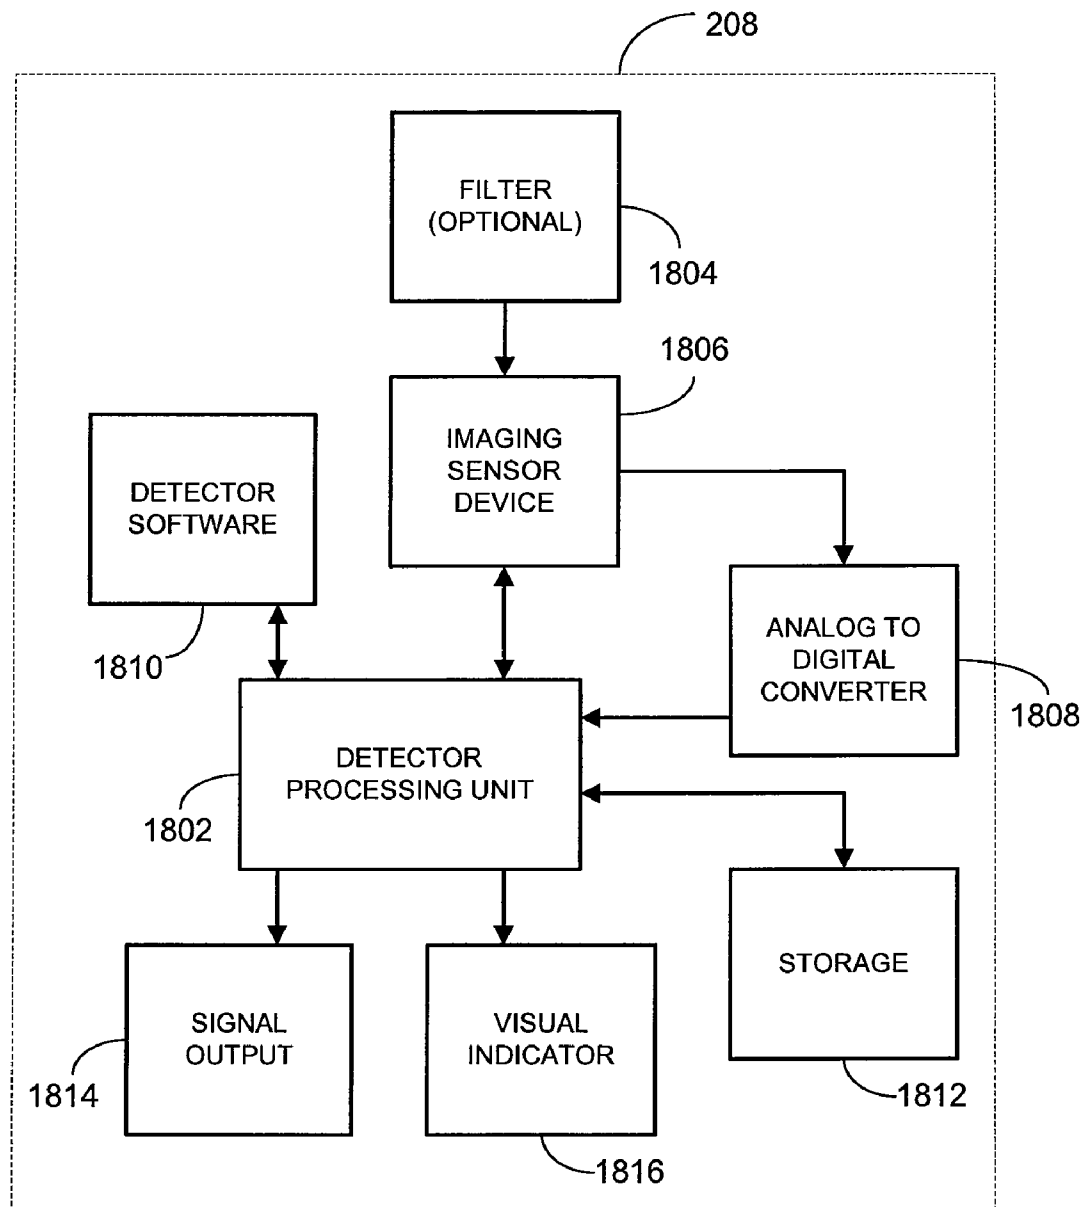 208
FILTER
(OPTIONAL)
1804
1806
IMAGING
SENSOR
DEVICE
DETECTOR
SOFTWARE
1810
ANALOG TO
DIGITAL
CONVERTER
1808
DETECTOR
PROCESSING UNIT
1802
STORAGE
1812
SIGNAL
OUTPUT
1814
VISUAL
INDICATOR
1816